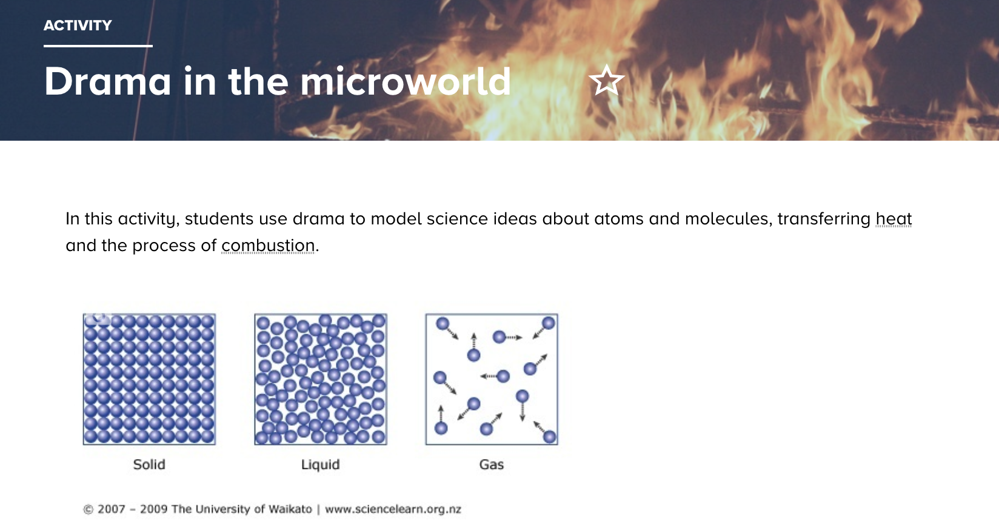 ACTIVITY
Drama in the microworld
In this activity, students use drama to model science ideas about atoms and molecules, transferring heat
and the process of combustion.
Solid Liquid Gas
© 2007 – 2009 The University of Waikato | www.sciencelearn.org.nz